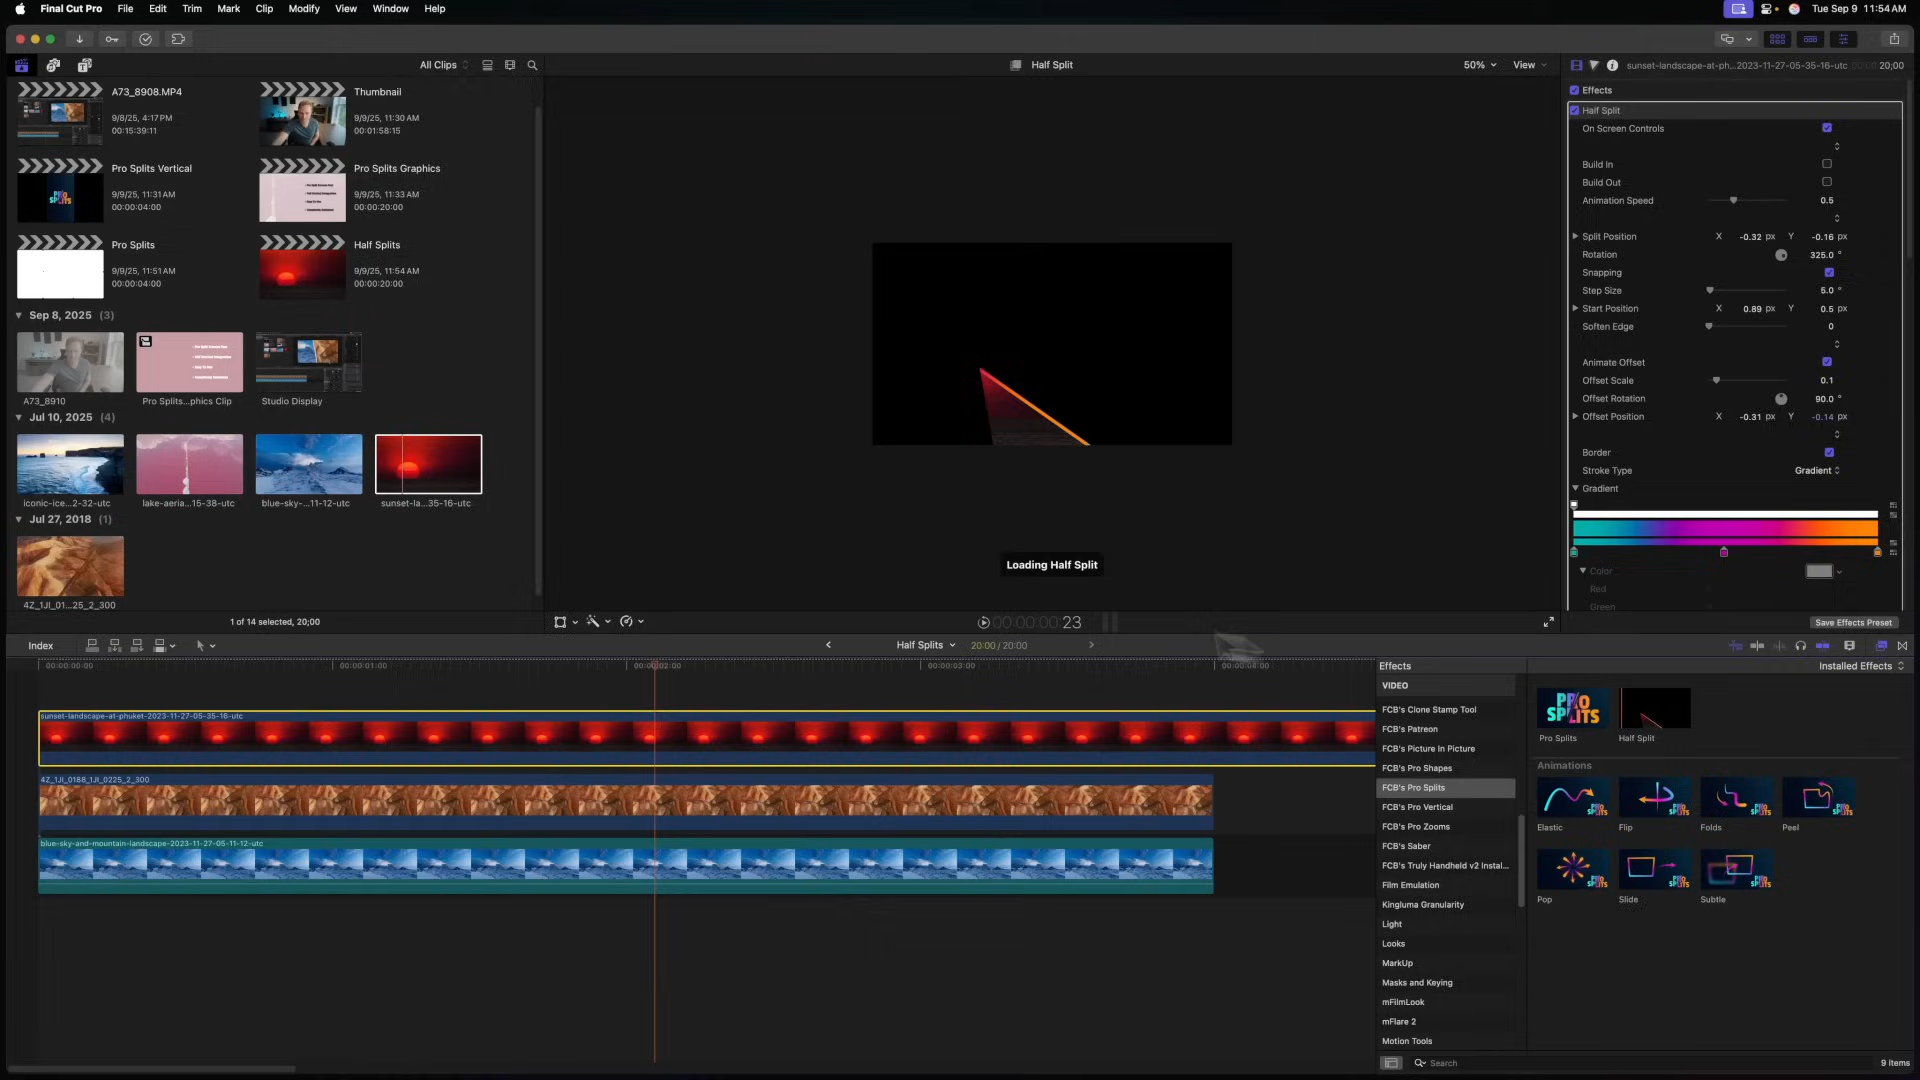 Final Cut Pro File Edit Trim Mark Clip Modify View Window Help
Tue Sep 9 11:54 AM
All Clips
Half Split
50%
View
20;00
A73_8908.MP4
9/8/25, 4:17 PM
00:15:39:11
Thumbnail
9/9/25, 11:30 AM
00:01:58:15
Pro Splits Vertical
9/9/25, 11:31 AM
00:00:04:00
Pro Splits Graphics
9/9/25, 11:33 AM
00:00:20:00
Pro Splits
9/9/25, 11:51 AM
00:00:04:00
Half Splits
9/9/25, 11:54 AM
00:00:20:00
Sep 8, 2025 (3)
A73_8910
Pro Splits...phics Clip
Studio Display
Jul 10, 2025 (4)
iconic-ice...2-32-utc
lake-aeria...15-38-utc
blue-sky-...11-12-utc
sunset-la...35-16-utc
Jul 27, 2018 (1)
4Z_1JI_01...25_2_300
1 of 14 selected, 20;00
Loading Half Split
00:00:00:00 23
sunset-landscape-at-ph...2023-11-27-05-35-16-utc
Effects
Half Split
On Screen Controls
Build In
Build Out
Animation Speed 0.5
Split Position X -0.32 px Y -0.16 px
Rotation 325.0 °
Snapping
Step Size 5.0 °
Start Position X 0.89 px Y 0.5 px
Soften Edge 0
Animate Offset
Offset Scale 0.1
Offset Rotation 90.0 °
Offset Position X -0.31 px Y -0.14 px
Border
Stroke Type Gradient
Gradient
Color
Red
Green
Save Effects Preset
Index
Half Splits
20:00 / 20:00
00:00:00:00
00:00:01:00
00:00:02:00
00:00:03:00
00:00:04:00
sunset-landscape-at-phuket-2023-11-27-05-35-16-utc
4Z_1JI_0188_1JI_0225_2_300
blue-sky-and-mountain-landscape-2023-11-27-05-11-12-utc
Effects
Installed Effects
VIDEO
FCB's Clone Stamp Tool
FCB's Patreon
FCB's Picture In Picture
FCB's Pro Shapes
FCB's Pro Splits
FCB's Pro Vertical
FCB's Pro Zooms
FCB's Saber
FCB's Truly Handheld v2 Instal...
Film Emulation
Kingluma Granularity
Light
Looks
MarkUp
Masks and Keying
mFilmLook
mFlare 2
Motion Tools
PRO SPLITS
Pro Splits
Half Split
Animations
Elastic
Flip
Folds
Peel
Pop
Slide
Subtle
Search
9 items